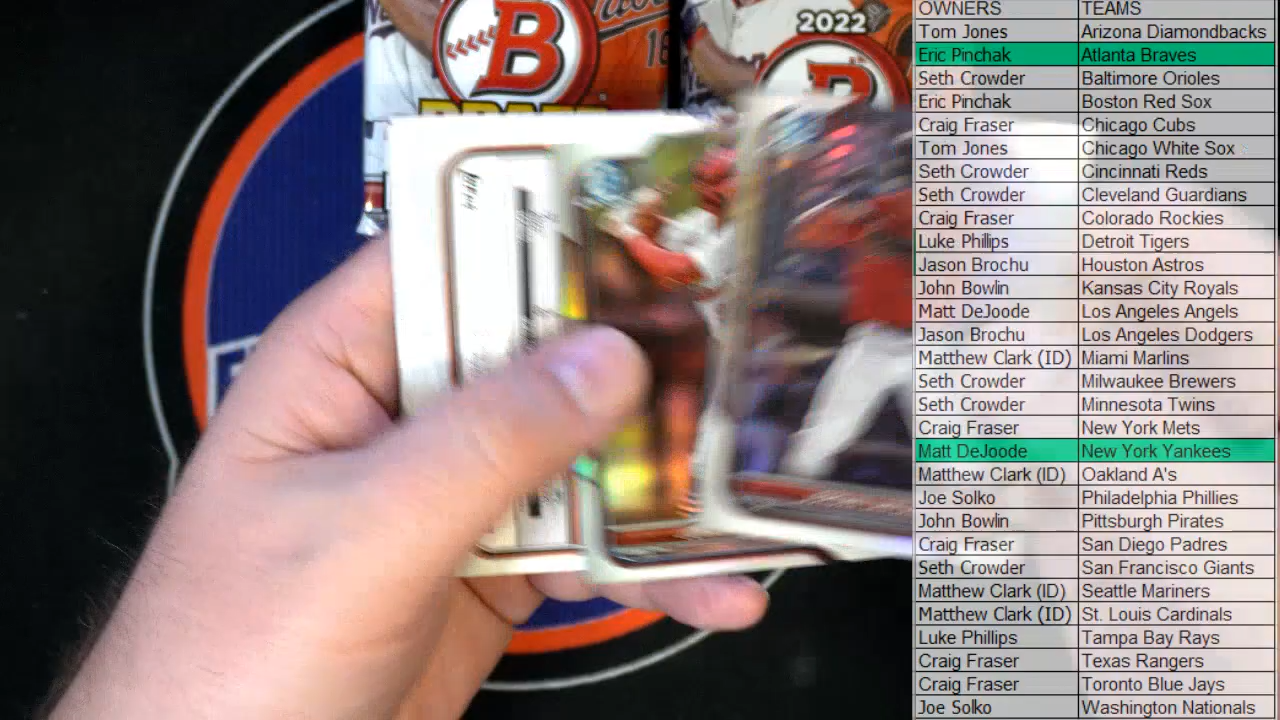 B
2022
18
OWNERS TEAMS
Tom Jones Arizona Diamondbacks
Eric Pinchak Atlanta Braves
Seth Crowder Baltimore Orioles
Eric Pinchak Boston Red Sox
Craig Fraser Chicago Cubs
Tom Jones Chicago White Sox
Seth Crowder Cincinnati Reds
Seth Crowder Cleveland Guardians
Craig Fraser Colorado Rockies
Luke Philips Detroit Tigers
Jason Brochu Houston Astros
John Bowlin Kansas City Royals
Matt DeJoode Los Angeles Angels
Jason Brochu Los Angeles Dodgers
Matthew Clark (ID) Miami Marlins
Seth Crowder Milwaukee Brewers
Seth Crowder Minnesota Twins
Craig Fraser New York Mets
Matt DeJoode New York Yankees
Matthew Clark (ID) Oakland A's
Joe Solko Philadelphia Phillies
John Bowlin Pittsburgh Pirates
Craig Fraser San Diego Padres
Seth Crowder San Francisco Giants
Matthew Clark (ID) Seattle Mariners
Matthew Clark (ID) St. Louis Cardinals
Luke Phillips Tampa Bay Rays
Craig Fraser Texas Rangers
Craig Fraser Toronto Blue Jays
Joe Solko Washington Nationals